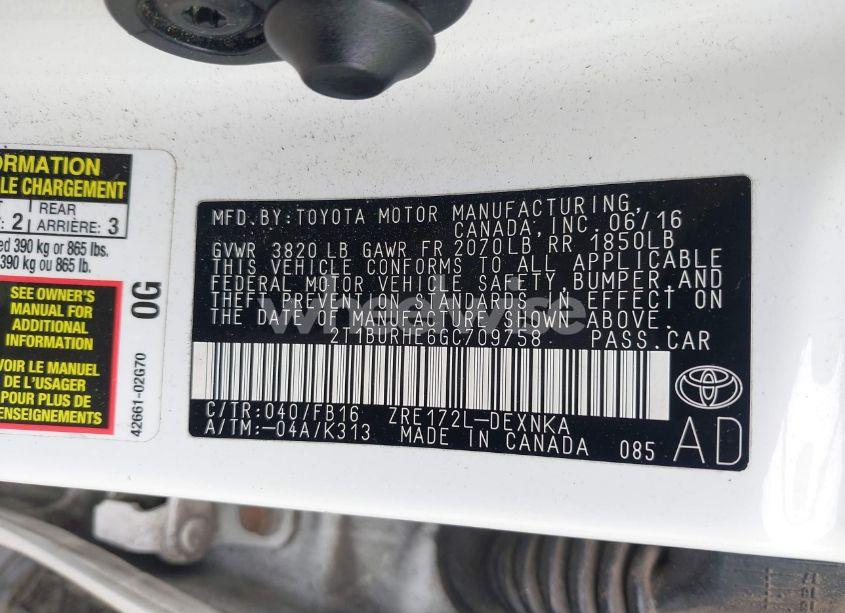 ORMATION
LE CHARGEMENT
: 2
REAR
ARRIÈRE: 3
ed 390 kg or 865 lbs.
390 kg ou 865 lb.
SEE OWNER'S
MANUAL FOR
ADDITIONAL
INFORMATION
VOIR LE MANUEL
DE L'USAGER
POUR PLUS DE
RENSEIGNEMENTS
0G
42661-02G70
MFD.BY:TOYOTA MOTOR MANUFACTURING,
CANADA,INC. 06/16
GVWR 3820 LB GAWR FR 2070LB RR 1850LB
THIS VEHICLE CONFORMS TO ALL APPLICABLE
FEDERAL MOTOR VEHICLE SAFETY,BUMPER,AND
THEFT PREVENTION STANDARDS IN EFFECT ON
THE DATE OF MANUFACTURE SHOWN ABOVE.
2T1BURHE6GC709758 PASS.CAR
C/TR:040/FB16 ZRE172L-DEXNKA
A/TM:-04A/K313 MADE IN CANADA 085 AD
wheelwise